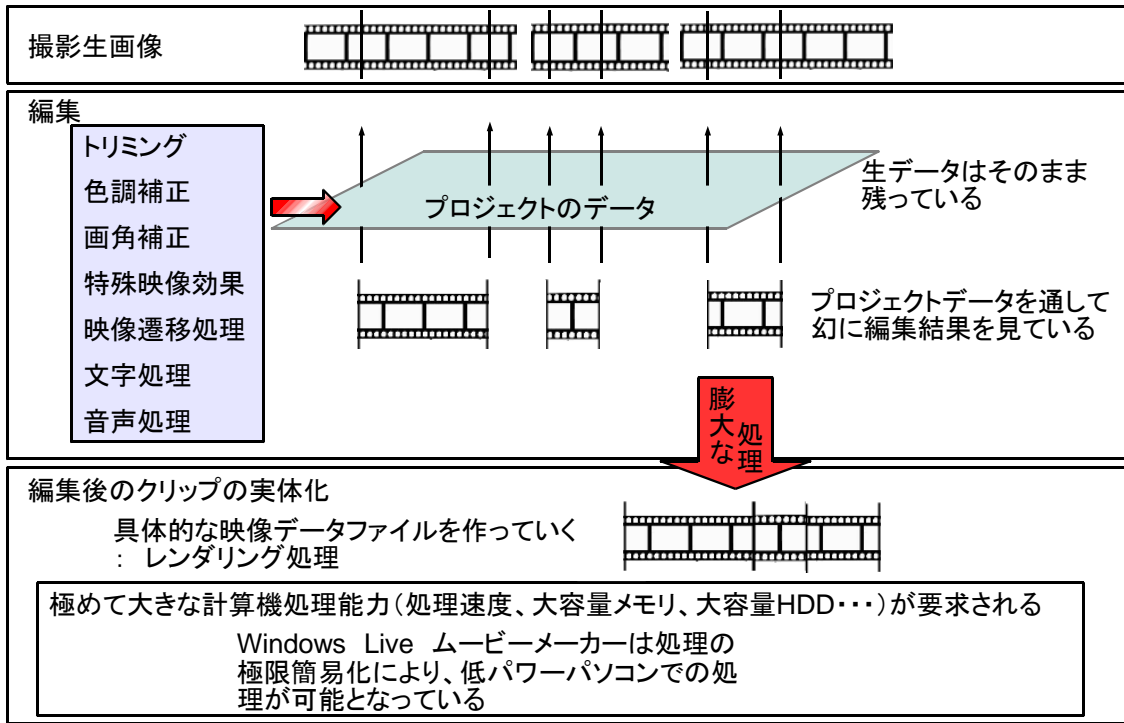 撮影生画像
編集
トリミング
色調補正
画角補正
特殊映像効果
映像遷移処理
文字処理
音声処理
プロジェクトのデータ
生データはそのまま
残っている
プロジェクトデータを通して
幻に編集結果を見ている
膨大な
処理
編集後のクリップの実体化
具体的な映像データファイルを作っていく
： レンダリング処理
極めて大きな計算機処理能力（処理速度、大容量メモリ、大容量HDD・・・）が要求される
Windows Live ムービーメーカーは処理の
極限簡易化により、低パワーパソコンでの処
理が可能となっている